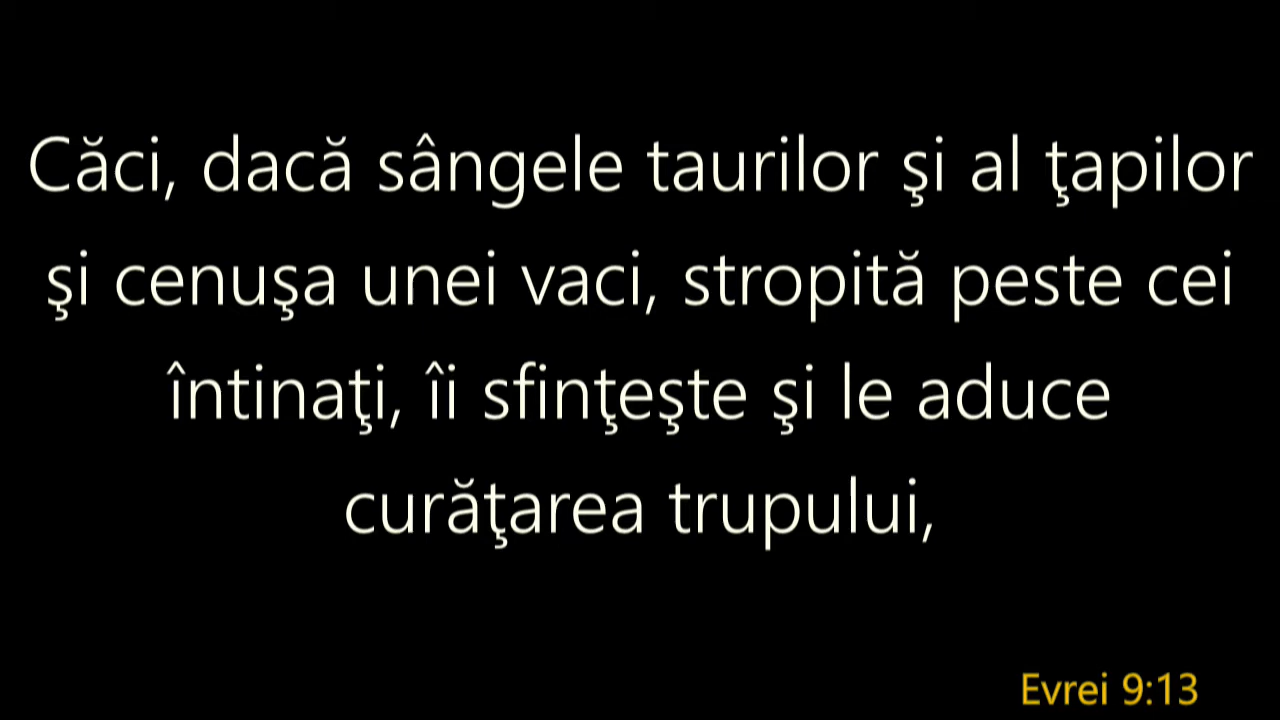 Căci, dacă sângele taurilor şi al ţapilor
şi cenuşa unei vaci, stropită peste cei
întinaţi, îi sfinţeşte şi le aduce
curăţarea trupului,
Evrei 9:13